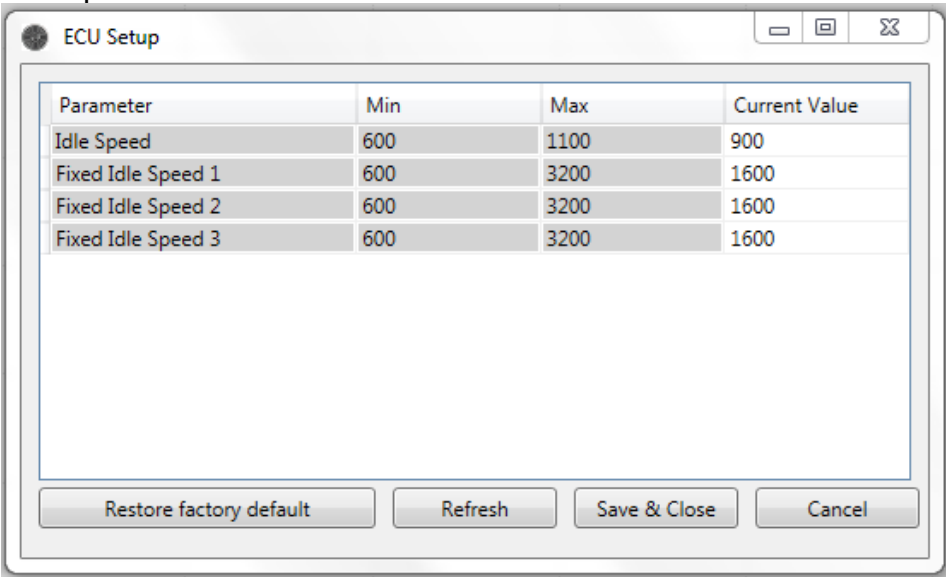 ECU Setup
Parameter Min Max Current Value
Idle Speed 600 1100 900
Fixed Idle Speed 1 600 3200 1600
Fixed Idle Speed 2 600 3200 1600
Fixed Idle Speed 3 600 3200 1600
Restore factory default Refresh Save & Close Cancel